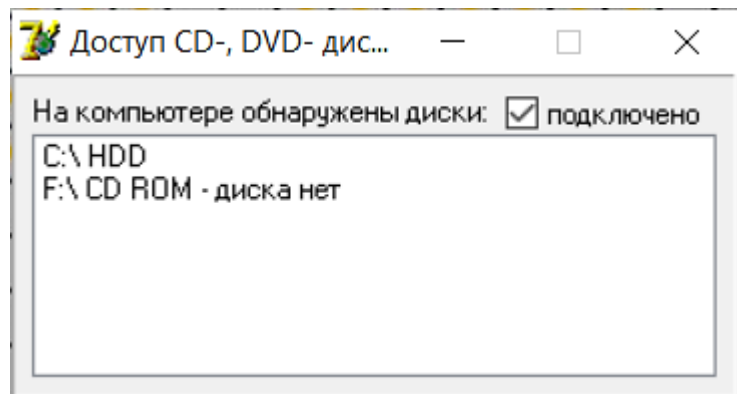 Доступ CD-, DVD- дис...
На компьютере обнаружены диски: подключено
C:\ HDD
F:\ CD ROM - диска нет